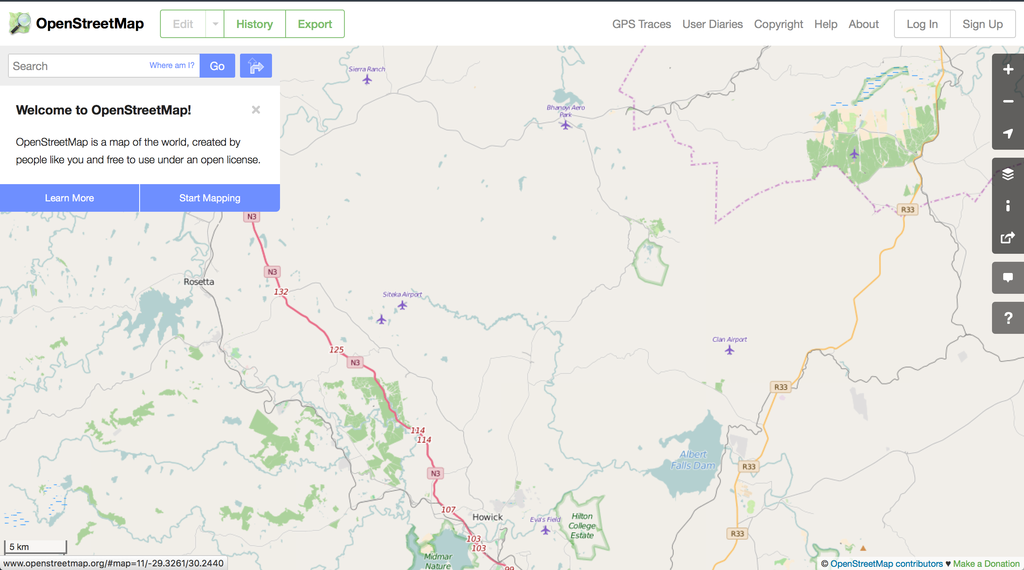 OpenStreetMap
Edit
History
Export
GPS Traces
User Diaries
Copyright
Help
About
Log In
Sign Up
Search
Where am I?
Go
Welcome to OpenStreetMap!
×
OpenStreetMap is a map of the world, created by
people like you and free to use under an open license.
Learn More
Start Mapping
Sierra Ranch
Bhanswi Aero
Park
R33
N3
N3
132
Rosetta
Siteka Airport
125
N3
Clan Airport
R33
114
114
N3
Albert
Falls Dam
R33
107
Howick
Evâ's Field
Hilton
College
Estate
R33
103
103
99
Midmar
Nature
5 km
www.openstreetmap.org/#map=11/-29.3261/30.2440
© OpenStreetMap contributors ♥ Make a Donation
+
−
i
?